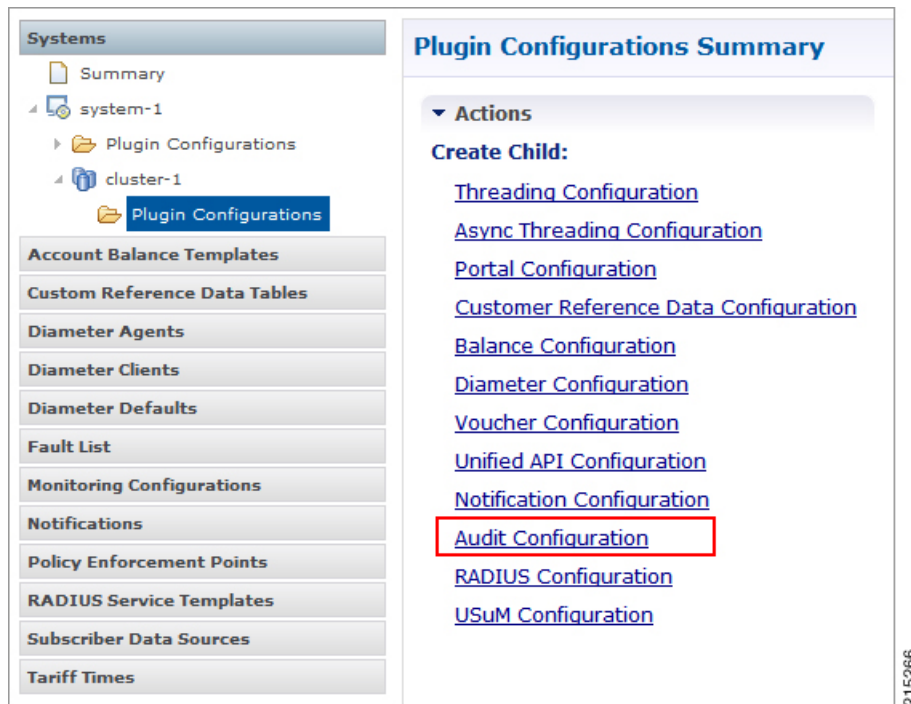 Systems
Summary
system-1
Plugin Configurations
cluster-1
Plugin Configurations
Account Balance Templates
Custom Reference Data Tables
Diameter Agents
Diameter Clients
Diameter Defaults
Fault List
Monitoring Configurations
Notifications
Policy Enforcement Points
RADIUS Service Templates
Subscriber Data Sources
Tariff Times
Plugin Configurations Summary
Actions
Create Child:
Threading Configuration
Async Threading Configuration
Portal Configuration
Customer Reference Data Configuration
Balance Configuration
Diameter Configuration
Voucher Configuration
Unified API Configuration
Notification Configuration
Audit Configuration
RADIUS Configuration
USuM Configuration